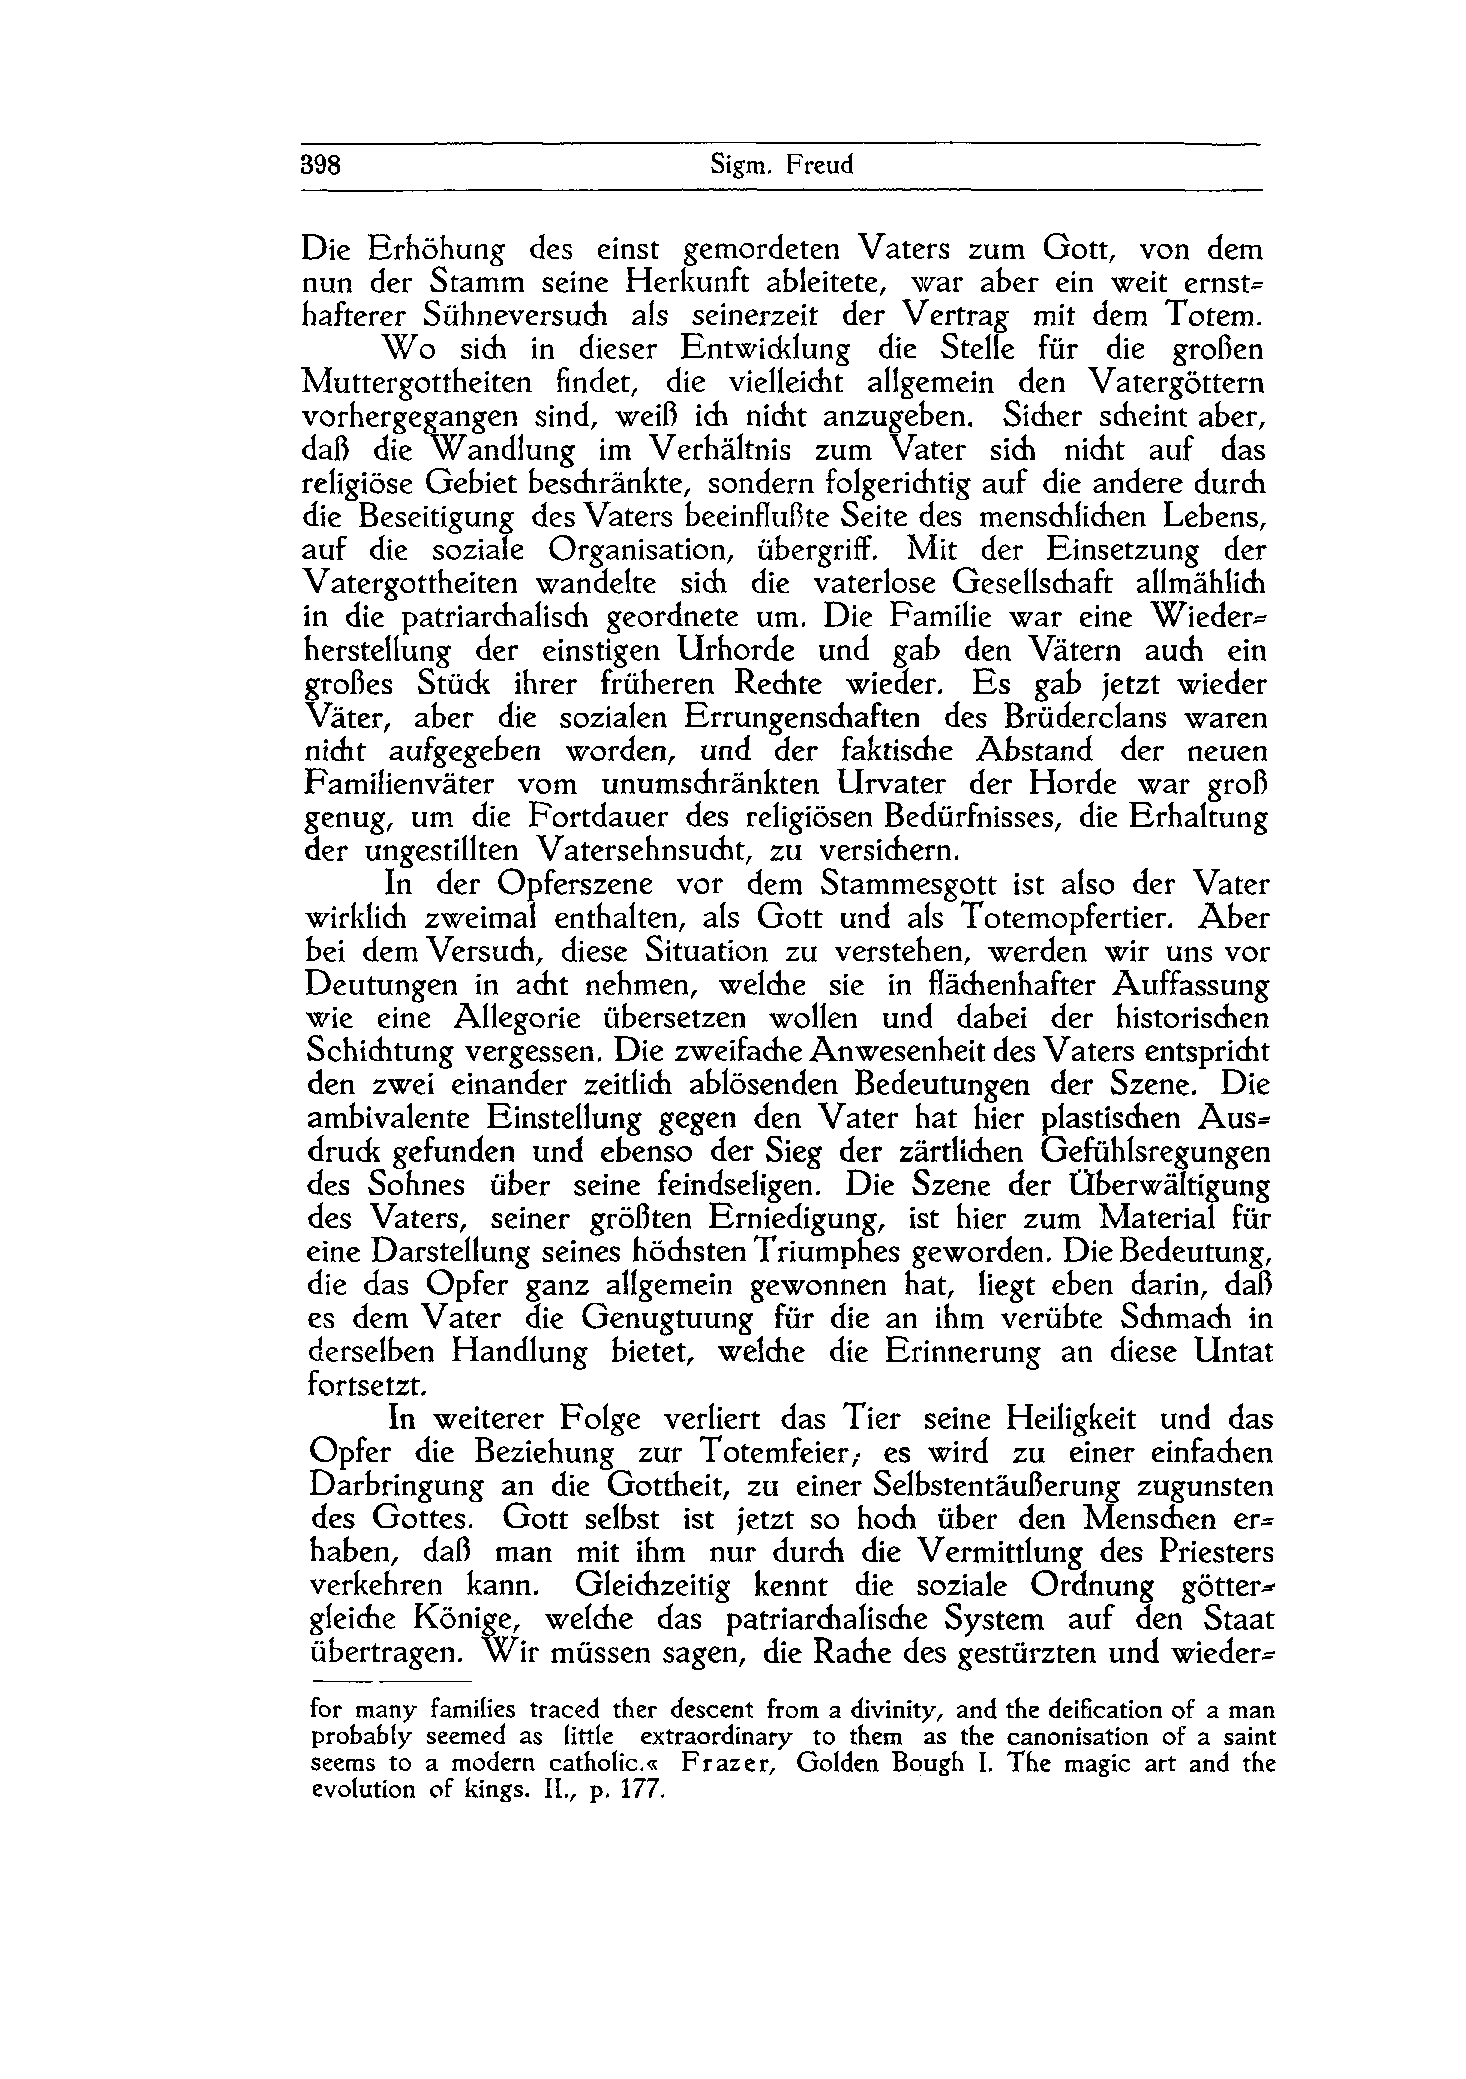 398 Sigm. Freud
Die Erhöhung des einst gemordeten Vaters zum Gott, von dem
nun der Stamm seine Herkunft ableitete, war aber ein weit ernst-
hafterer Sühneversuch als seinerzeit der Vertrag mit dem Totem.
Wo sich in dieser Entwicklung die Stelle für die großen
Muttergottheiten findet, die vielleicht allgemein den Vatergöttern
vorhergegangen sind, weiß ich nicht anzugeben. Sicher scheint aber,
daß die Wandlung im Verhältnis zum Vater sich nicht auf das
religiöse Gebiet beschränkte, sondern folgerichtig auf die andere durch
die Beseitigung des Vaters beeinflußte Seite des menschlichen Lebens,
auf die soziale Organisation, übergriff. Mit der Einsetzung der
Vatergottheiten wandelte sich die vaterlose Gesellschaft allmählich
in die patriarchalisch geordnete um. Die Familie war eine Wieder-
herstellung der einstigen Urhorde und gab den Vätern auch ein
großes Stück ihrer früheren Rechte wieder. Es gab jetzt wieder
Väter, aber die sozialen Errungenschaften des Brüderclans waren
nicht aufgegeben worden, und der faktische Abstand der neuen
Familienväter vom unumschränkten Urvater der Horde war groß
genug, um die Fortdauer des religiösen Bedürfnisses, die Erhaltung
der ungestillten Vatersehnsucht, zu versichern.
In der Opferszene vor dem Stammesgott ist also der Vater
wirklich zweimal enthalten, als Gott und als Totemopfertier. Aber
bei dem Versuch, diese Situation zu verstehen, werden wir uns vor
Deutungen in acht nehmen, welche sie in flächenhafter Auffassung
wie eine Allegorie übersetzen wollen und dabei der historischen
Schichtung vergessen. Die zweifache Anwesenheit des Vaters entspricht
den zwei einander zeitlich ablösenden Bedeutungen der Szene. Die
ambivalente Einstellung gegen den Vater hat hier plastischen Aus-
druck gefunden und ebenso der Sieg der zärtlichen Gefühlsregungen
des Sohnes über seine feindseligen. Die Szene der Überwältigung
des Vaters, seiner größten Erniedigung, ist hier zum Material für
eine Darstellung seines höchsten Triumphes geworden. Die Bedeutung,
die das Opfer ganz allgemein gewonnen hat, liegt eben darin, daß
es dem Vater die Genugtuung für die an ihm verübte Schmach in
derselben Handlung bietet, welche die Erinnerung an diese Untat
fortsetzt.
In weiterer Folge verliert das Tier seine Heiligkeit und das
Opfer die Beziehung zur Totemfeier; es wird zu einer einfachen
Darbringung an die Gottheit, zu einer Selbstentäußerung zugunsten
des Gottes. Gott selbst ist jetzt so hoch über den Menschen er-
haben, daß man mit ihm nur durch die Vermittlung des Priesters
verkehren kann. Gleichzeitig kennt die soziale Ordnung götter-
gleiche Könige, welche das patriarchalische System auf den Staat
übertragen. Wir müssen sagen, die Rache des gestürzten und wieder-
for many families traced ther descent from a divinity, and the deification of a man
probably seemed as little extraordinary to them as the canonisation of a saint
seems to a modern catholic.« Frazer, Golden Bough I. The magic art and the
evolution of kings. II., p. 177.